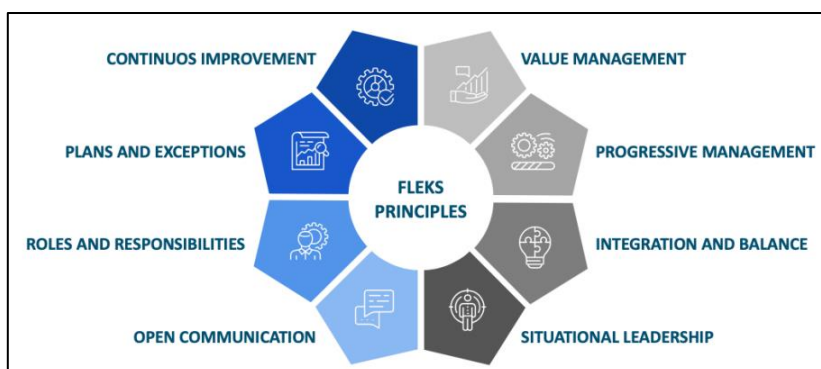 CONTINUOS IMPROVEMENT
VALUE MANAGEMENT
PLANS AND EXCEPTIONS
PROGRESSIVE MANAGEMENT
FLEKS
PRINCIPLES
ROLES AND RESPONSIBILITIES
INTEGRATION AND BALANCE
OPEN COMMUNICATION
SITUATIONAL LEADERSHIP